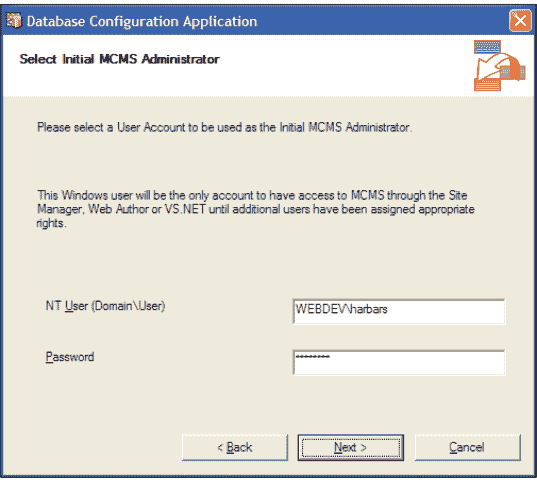 Database Configuration Application
Select Initial MCMS Administrator
Please select a User Account to be used as the Initial MCMS Administrator.
This Windows user will be the only account to have access to MCMS through the Site
Manager, Web Author or VS.NET until additional users have been assigned appropriate
rights.
NT User (Domain\User)
WEBDEV\harbars
Password
********
< Back
Next >
Cancel